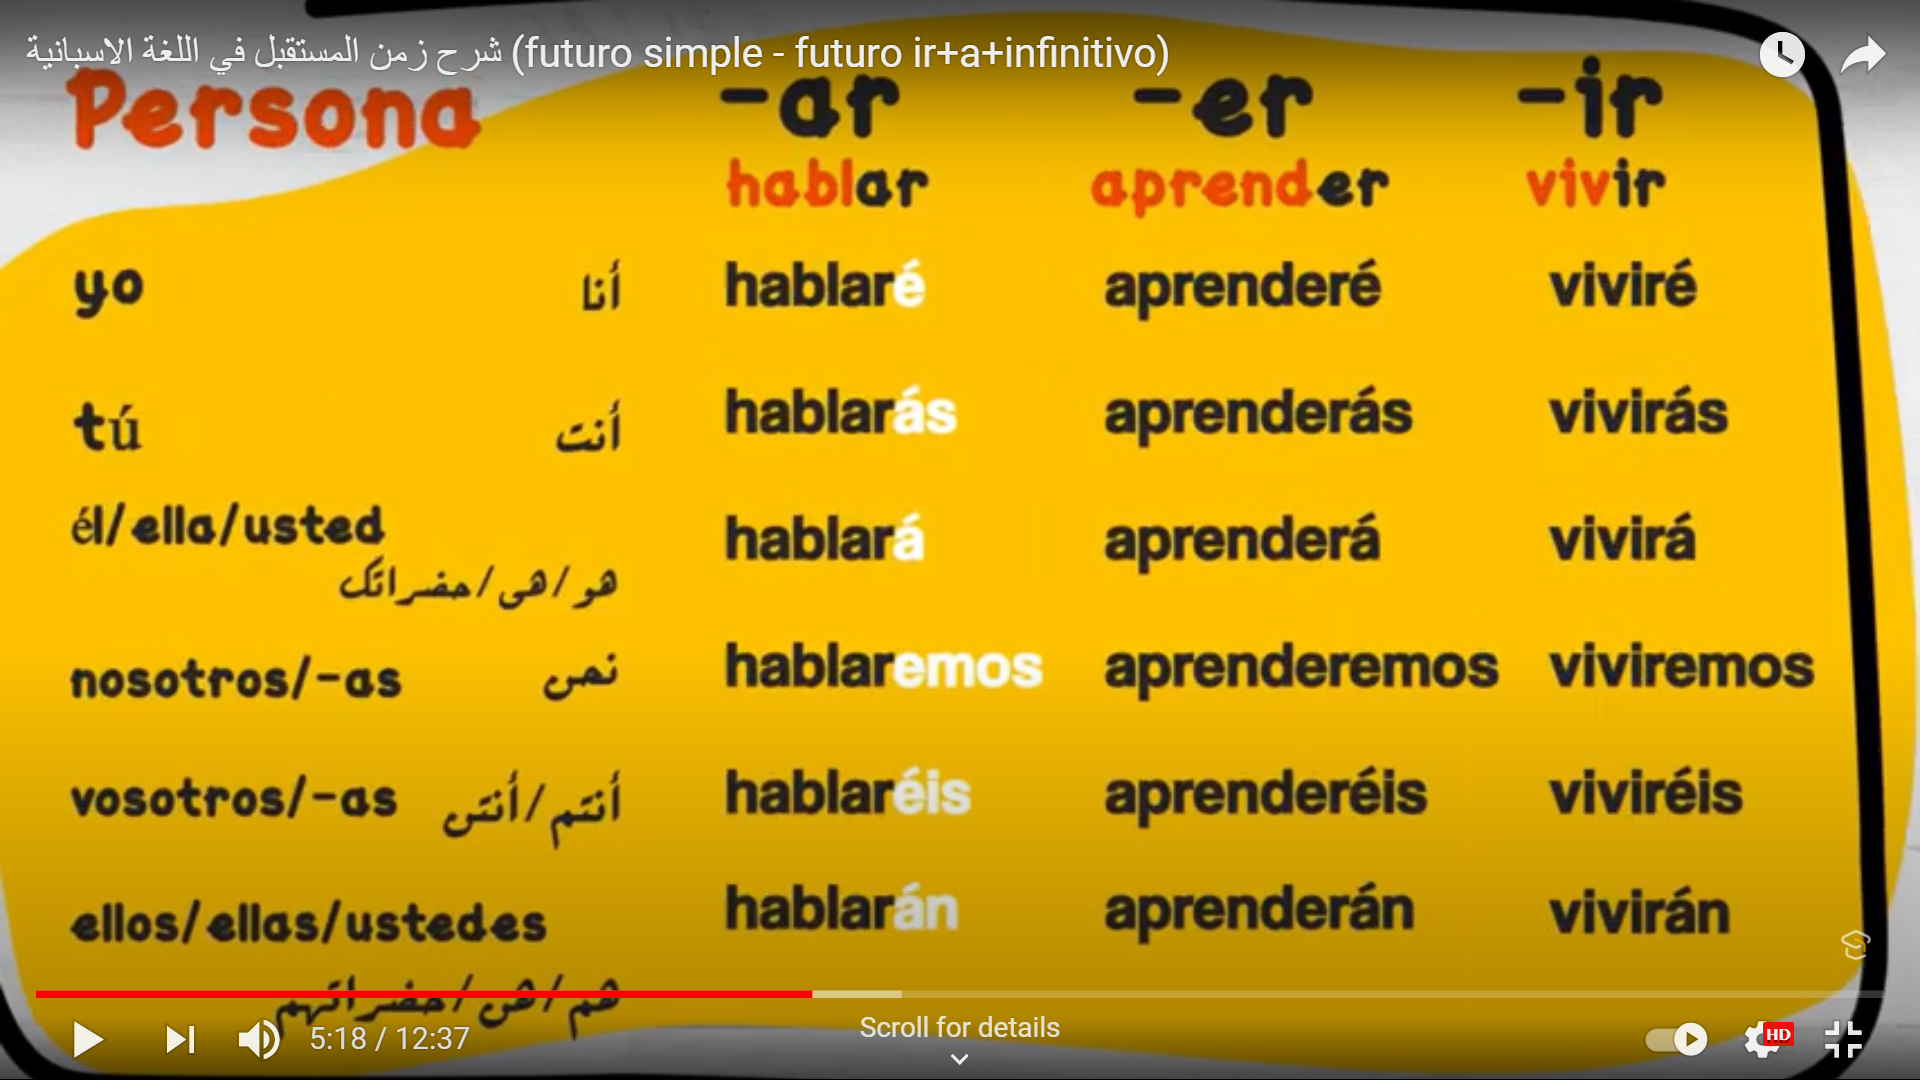 شرح زمن المستقبل في اللغة الاسبانية (futuro simple - futuro ir+a+infinitivo)
Persona -ar -er -ir
hablar aprender vivir
yo أنا hablaré aprenderé viviré
tú أنت hablarás aprenderás vivirás
él/ella/usted hablará aprenderá vivirá
هو/هى/حضراتك
nosotros/-as نحن hablaremos aprenderemos viviremos
vosotros/-as أنتم/أنتن hablaréis aprenderéis viviréis
ellos/ellas/ustedes hablarán aprenderán vivirán
هم/هن/حضراتهم
5:18 / 12:37
Scroll for details
HD